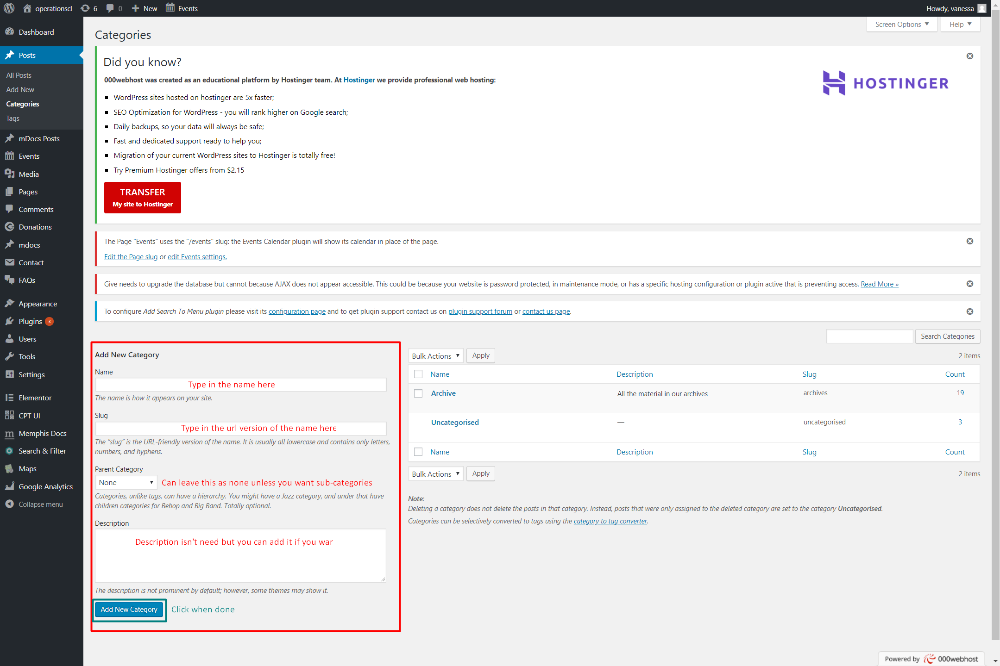 operationscl
6
0
New
Events
Howdy, vanessa
Screen Options ▼
Help ▼
Dashboard
Posts
All Posts
Add New
Categories
Tags
mDocs Posts
Events
Media
Pages
Comments
Donations
mdocs
Contact
FAQs
Appearance
Plugins 3
Users
Tools
Settings
Elementor
CPT UI
Memphis Docs
Search & Filter
Maps
Google Analytics
Collapse menu
Categories
Did you know?
000webhost was created as an educational platform by Hostinger team. At Hostinger we provide professional web hosting:
WordPress sites hosted on hostinger are 5x faster;
SEO Optimization for WordPress - you will rank higher on Google search;
Daily backups, so your data will always be safe;
Fast and dedicated support ready to help you;
Migration of your current WordPress sites to Hostinger is totally free!
Try Premium Hostinger offers from $2.15
TRANSFER
My site to Hostinger
HOSTINGER
The Page "Events" uses the "/events" slug: the Events Calendar plugin will show its calendar in place of the page.
Edit the Page slug or edit Events settings.
Give needs to upgrade the database but cannot because AJAX does not appear accessible. This could be because your website is password protected, in maintenance mode, or has a specific hosting configuration or plugin active that is preventing access. Read More »
To configure Add Search To Menu plugin please visit its configuration page and to get plugin support contact us on plugin support forum or contact us page.
Search Categories
Add New Category
Name
Type in the name here
The name is how it appears on your site.
Slug
Type in the url version of the name here
The “slug” is the URL-friendly version of the name. It is usually all lowercase and contains only letters,
numbers, and hyphens.
Parent Category
None ▼ Can leave this as none unless you want sub-categories
Categories, unlike tags, can have a hierarchy. You might have a Jazz category, and under that have
children categories for Bebop and Big Band. Totally optional.
Description
Description isn't need but you can add it if you wan
The description is not prominent by default; however, some themes may show it.
Add New Category Click when done
Bulk Actions ▼ Apply
2 items
Name Description Slug Count
Archive All the material in our archives archives 19
Uncategorised — uncategorised 3
Name Description Slug Count
Bulk Actions ▼ Apply
2 items
Note:
Deleting a category does not delete the posts in that category. Instead, posts that were only assigned to the deleted category are set to the category Uncategorised.
Categories can be selectively converted to tags using the category to tag converter.
Powered by 000webhost